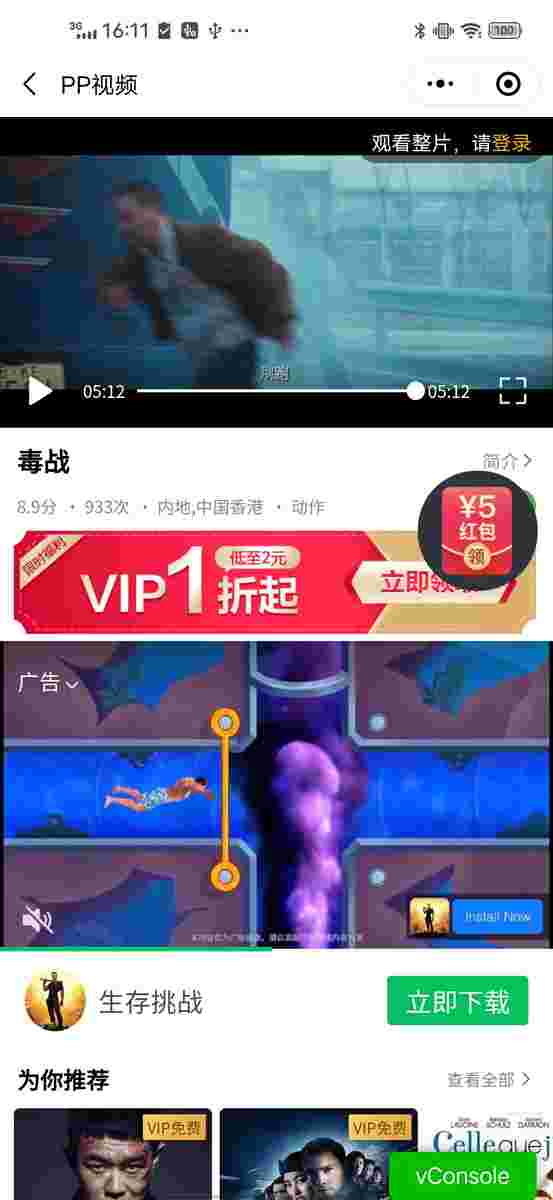 3G 16:11 100
PP视频
观看整片，请登录
05:12 05:12
毒战
简介
8.9分 · 933次 · 内地,中国香港 · 动作
¥5
红包
领
限时福利
VIP1折起
低至2元
立即领
广告
Install Now
生存挑战
立即下载
为你推荐
查看全部
VIP免费
VIP免费
vConsole